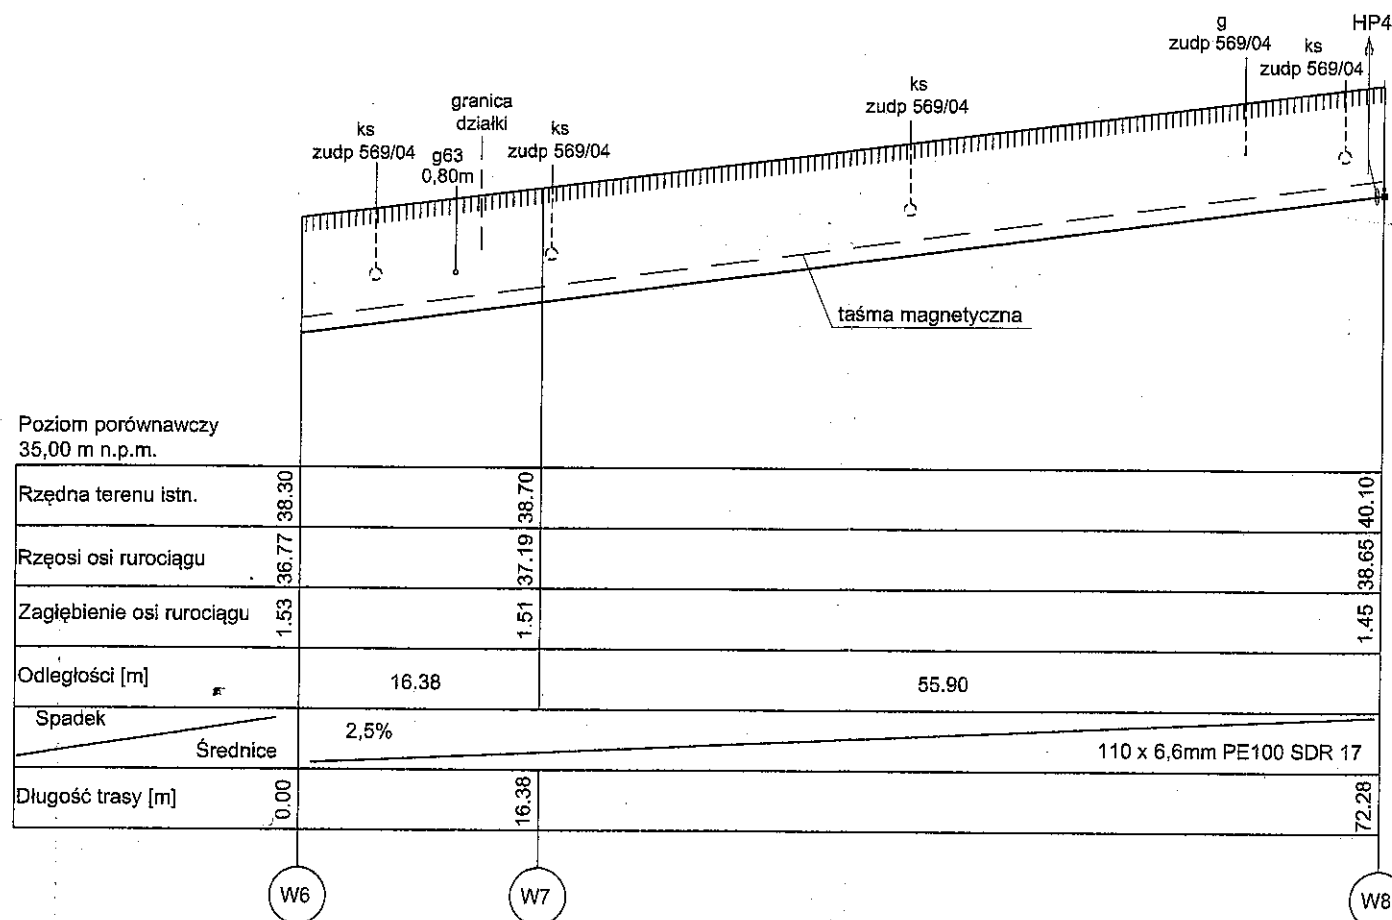 HP4
g
zudp 569/04
ks
zudp 569/04
ks
zudp 569/04
granica
działki
ks
zudp 569/04
g63
0,80m
ks
zudp 569/04
taśma magnetyczna
Poziom porównawczy
35,00 m n.p.m.
Rzędna terenu istn.
38.30
38.70
40.10
Rzęosi osi rurociągu
36.77
37.19
38.65
Zagłębienie osi rurociągu
1.53
1.51
1.45
Odległości [m]
16.38
55.90
Spadek
Średnice
2,5%
110 x 6,6mm PE100 SDR 17
Długość trasy [m]
0.00
16.38
72.28
W6
W7
W8